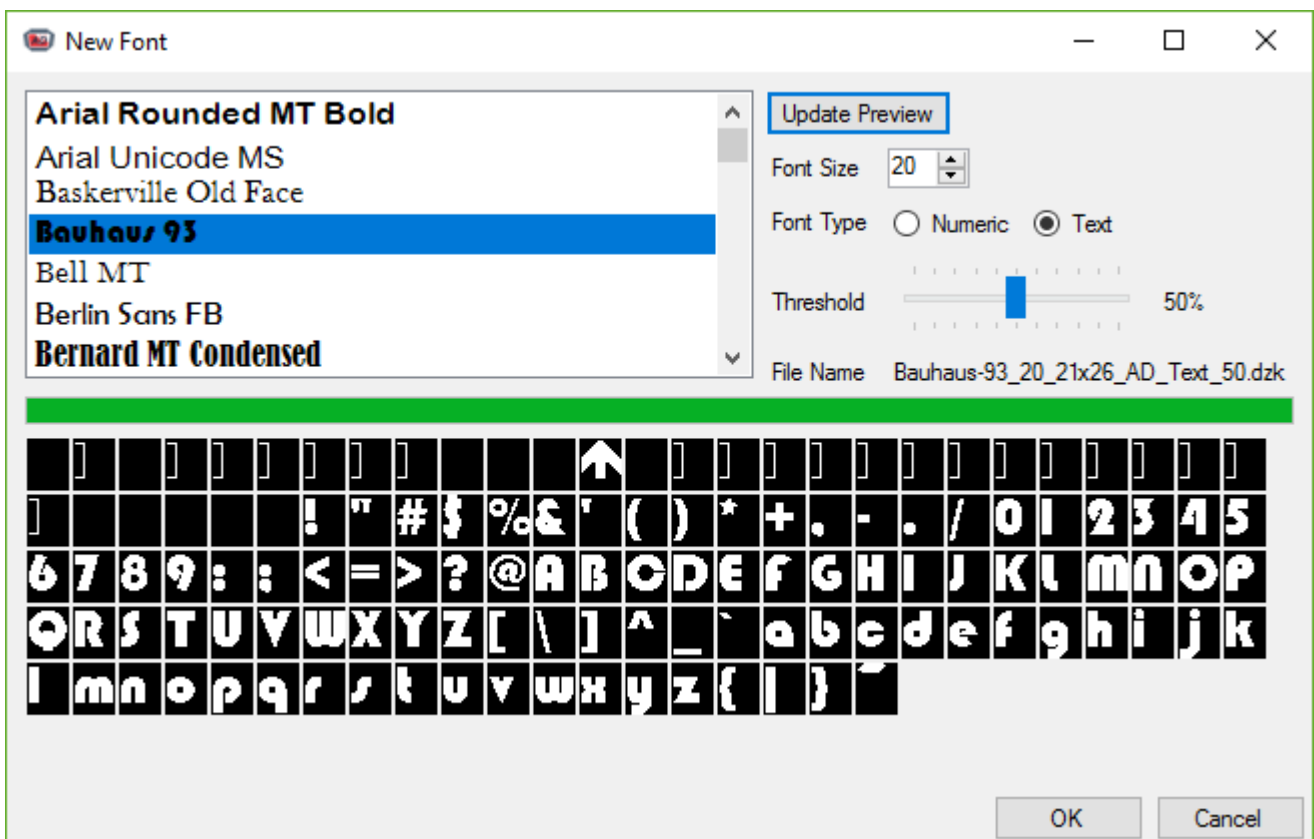 New Font
Arial Rounded MT Bold
Arial Unicode MS
Baskerville Old Face
Bauhaus 93
Bell MT
Berlin Sans FB
Bernard MT Condensed
Update Preview
Font Size 20
Font Type Numeric Text
Threshold 50%
File Name Bauhaus-93_20_21x26_AD_Text_50.dzk
! " # $ % & ' ( ) * + , - . / 0 1 2 3 4 5
6 7 8 9 : ; < = > ? @ A B C D E F G H I J K L M N O P
Q R S T U V W X Y Z [ \ ] ^ _ ` a b c d e f g h i j k
l m n o p q r s t u v w x y z { | } ~
OK Cancel